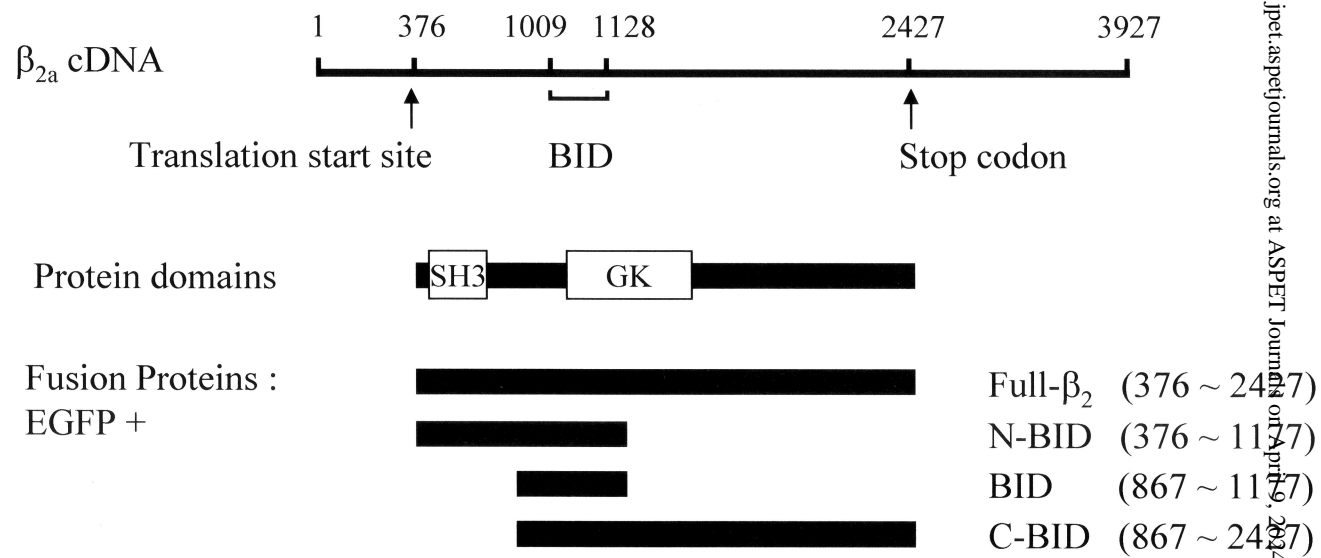 1 376 1009 1128 2427 3927
β2a cDNA
Translation start site BID Stop codon
Protein domains SH3 GK
Fusion Proteins :
EGFP +
Full-β2 (376 ~ 2427)
N-BID (376 ~ 1177)
BID (867 ~ 1177)
C-BID (867 ~ 2427)
jpet.aspetjournals.org at ASPET Journals on April 9, 202